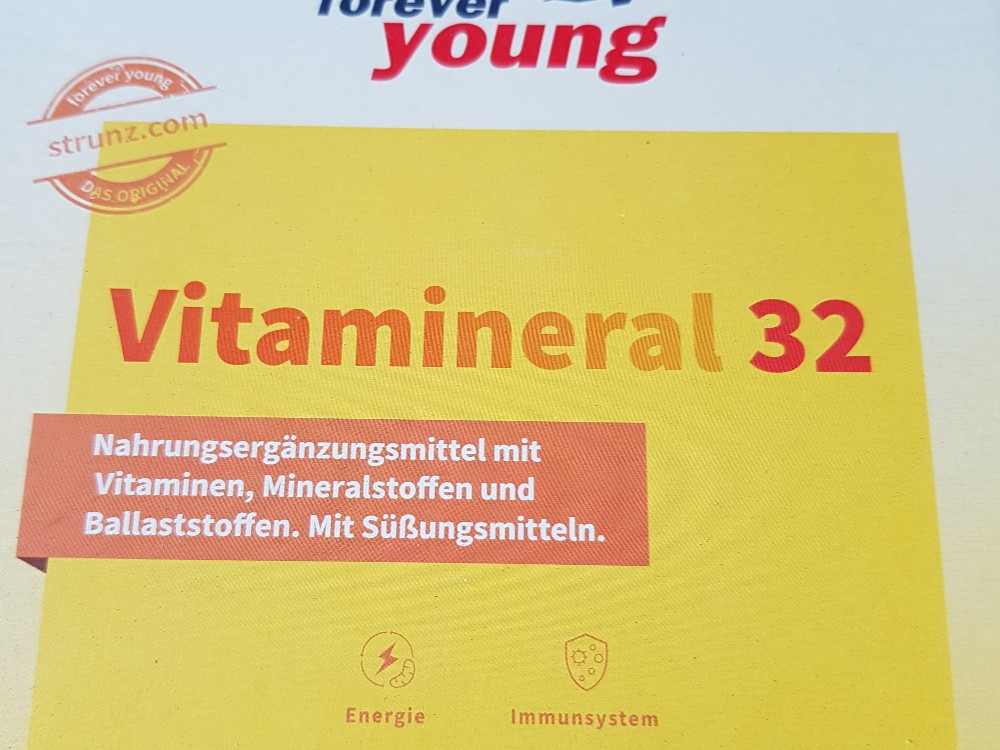 forever
young
forever young
strunz.com
DAS ORIGINAL
Vitamineral 32
Nahrungsergänzungsmittel mit
Vitaminen, Mineralstoffen und
Ballaststoffen. Mit Süßungsmitteln.
Energie
Immunsystem